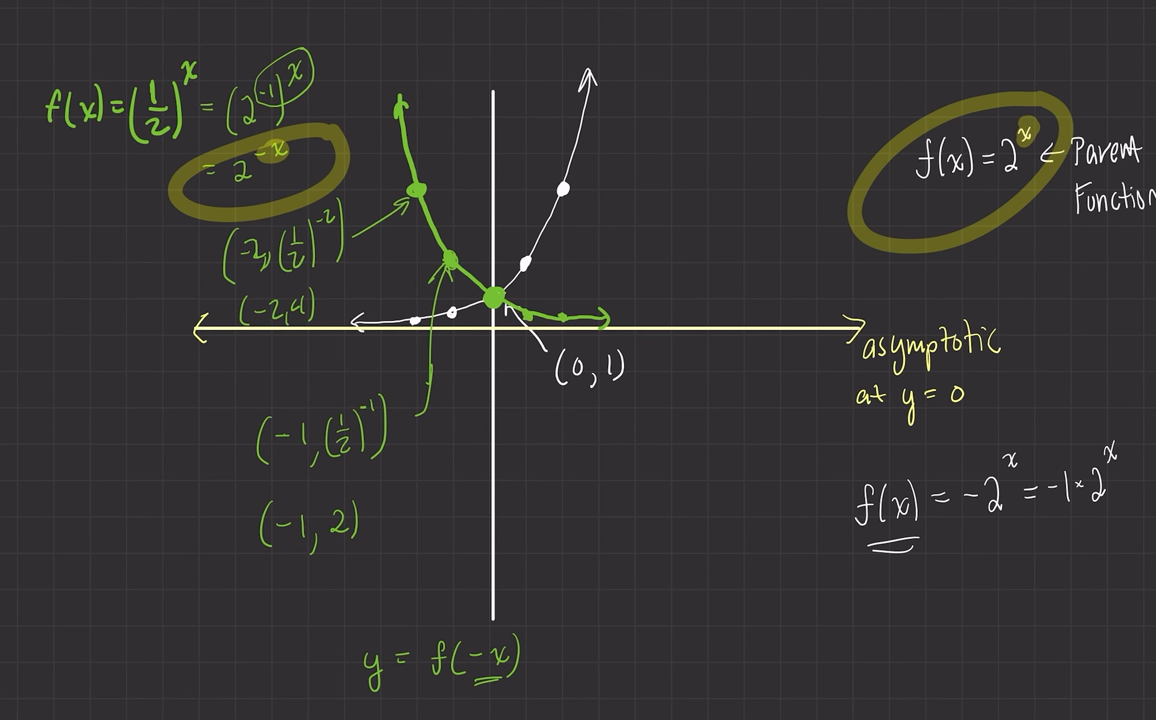 f(x) = (1/2)^x = (2^-1)^x
= 2^-x
f(x) = 2^x ← Parent
Function
(-2, (1/2)^-2)
(-2, 4)
(0, 1)
asymptotic
at y = 0
(-1, (1/2)^-1)
(-1, 2)
f(x) = -2^x = -1 * 2^x
y = f(-x)